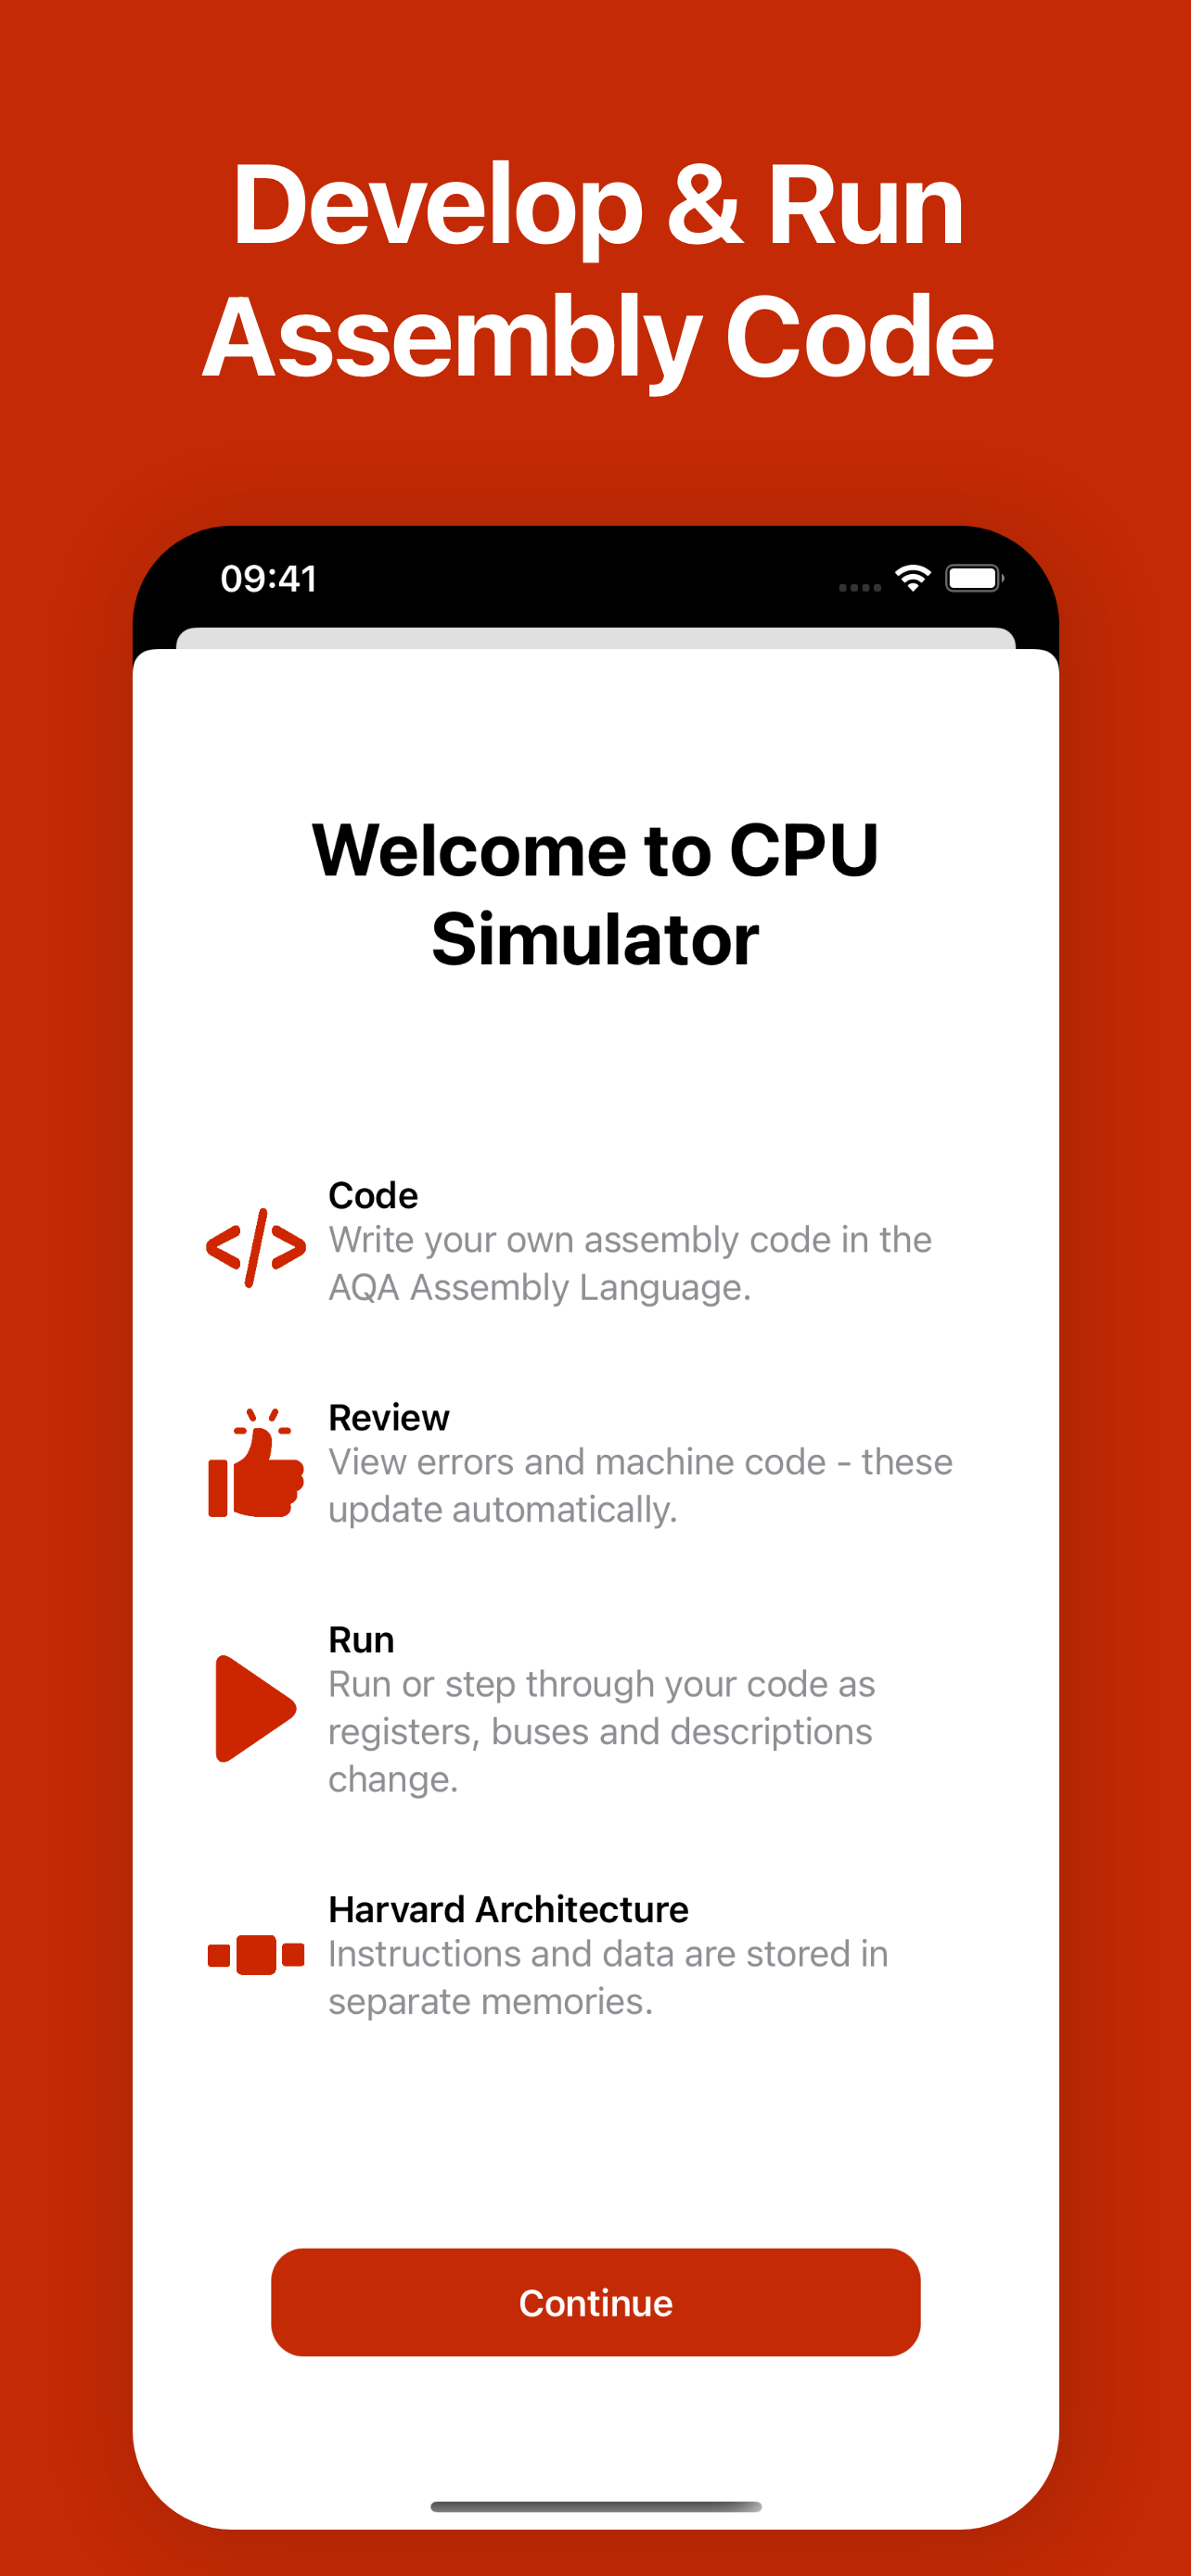 Develop & Run
Assembly Code
09:41
Welcome to CPU
Simulator
Code
Write your own assembly code in the
AQA Assembly Language.
Review
View errors and machine code - these
update automatically.
Run
Run or step through your code as
registers, buses and descriptions
change.
Harvard Architecture
Instructions and data are stored in
separate memories.
Continue